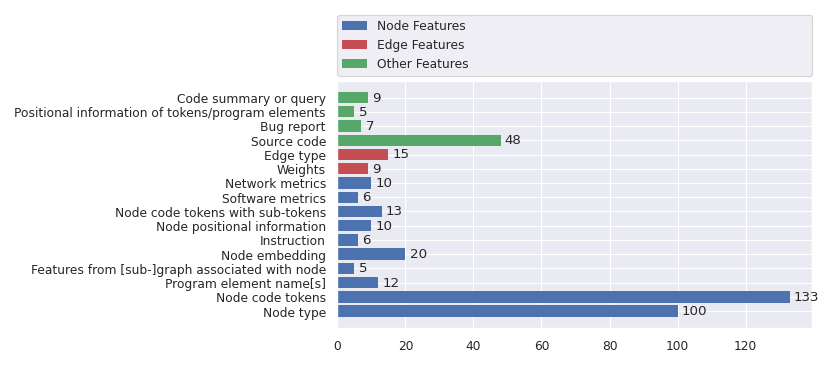 Node Features
Edge Features
Other Features
Code summary or query 9
Positional information of tokens/program elements 5
Bug report 7
Source code 48
Edge type 15
Weights 9
Network metrics 10
Software metrics 6
Node code tokens with sub-tokens 13
Node positional information 10
Instruction 6
Node embedding 20
Features from [sub-]graph associated with node 5
Program element name[s] 12
Node code tokens 133
Node type 100
0 20 40 60 80 100 120